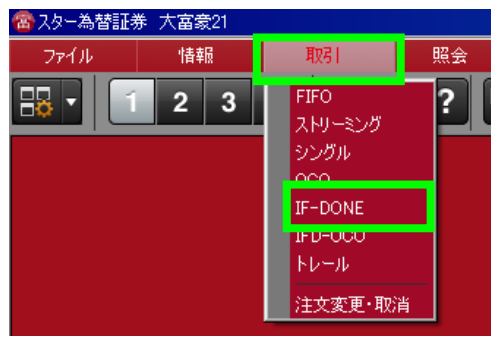 スター為替証券 大富豪21
ファイル 情報 取引 照会
1 2 3 ?
FIFO
ストリーミング
シングル
OCO
IF-DONE
IFD-OCO
トレール
注文変更・取消